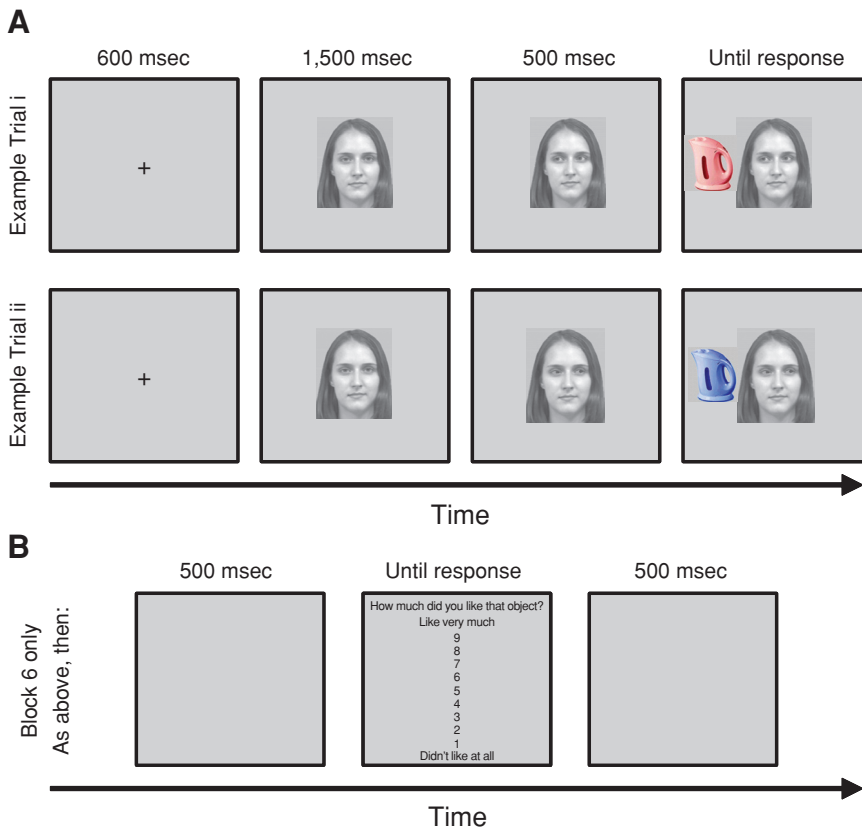 A
600 msec
1,500 msec
500 msec
Until response
Example Trial i
+
Example Trial ii
+
Time
B
500 msec
Until response
500 msec
Block 6 only
As above, then:
How much did you like that object?
Like very much
9
8
7
6
5
4
3
2
1
Didn't like at all
Time